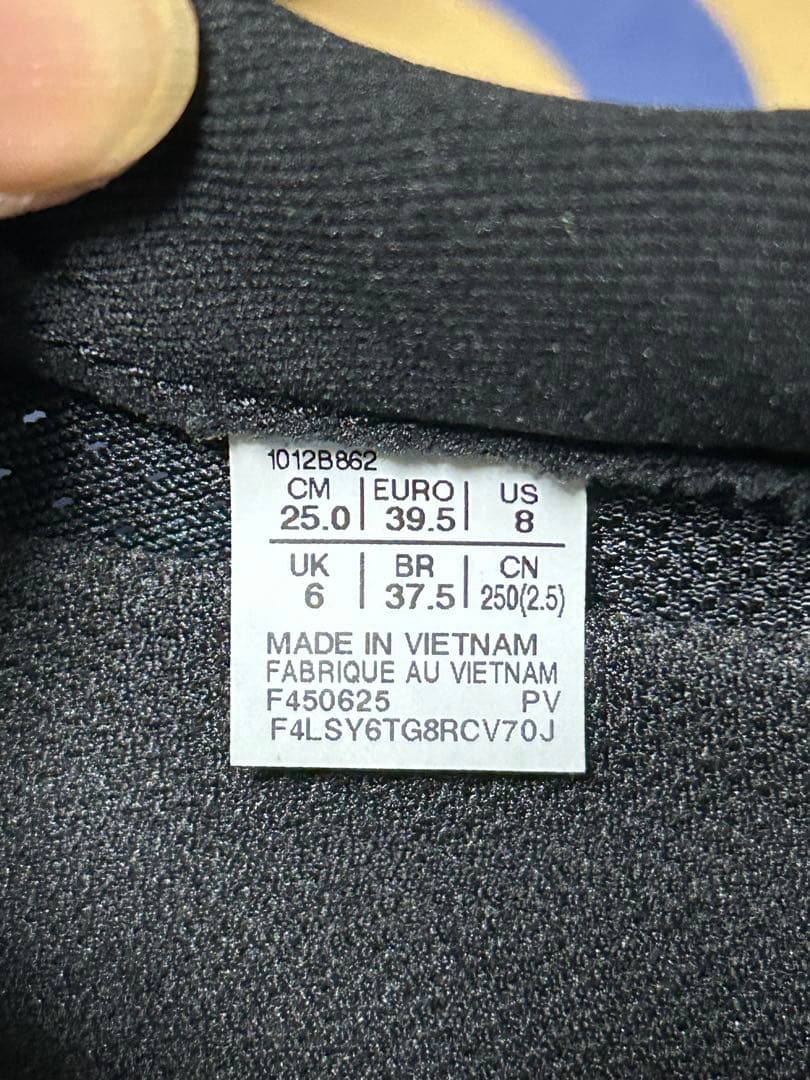 1012B862
CM | EURO | US
25.0 | 39.5 | 8
UK | BR | CN
6 | 37.5 | 250(2.5)
MADE IN VIETNAM
FABRIQUE AU VIETNAM
F450625 PV
F4LSY6TG8RCV70J